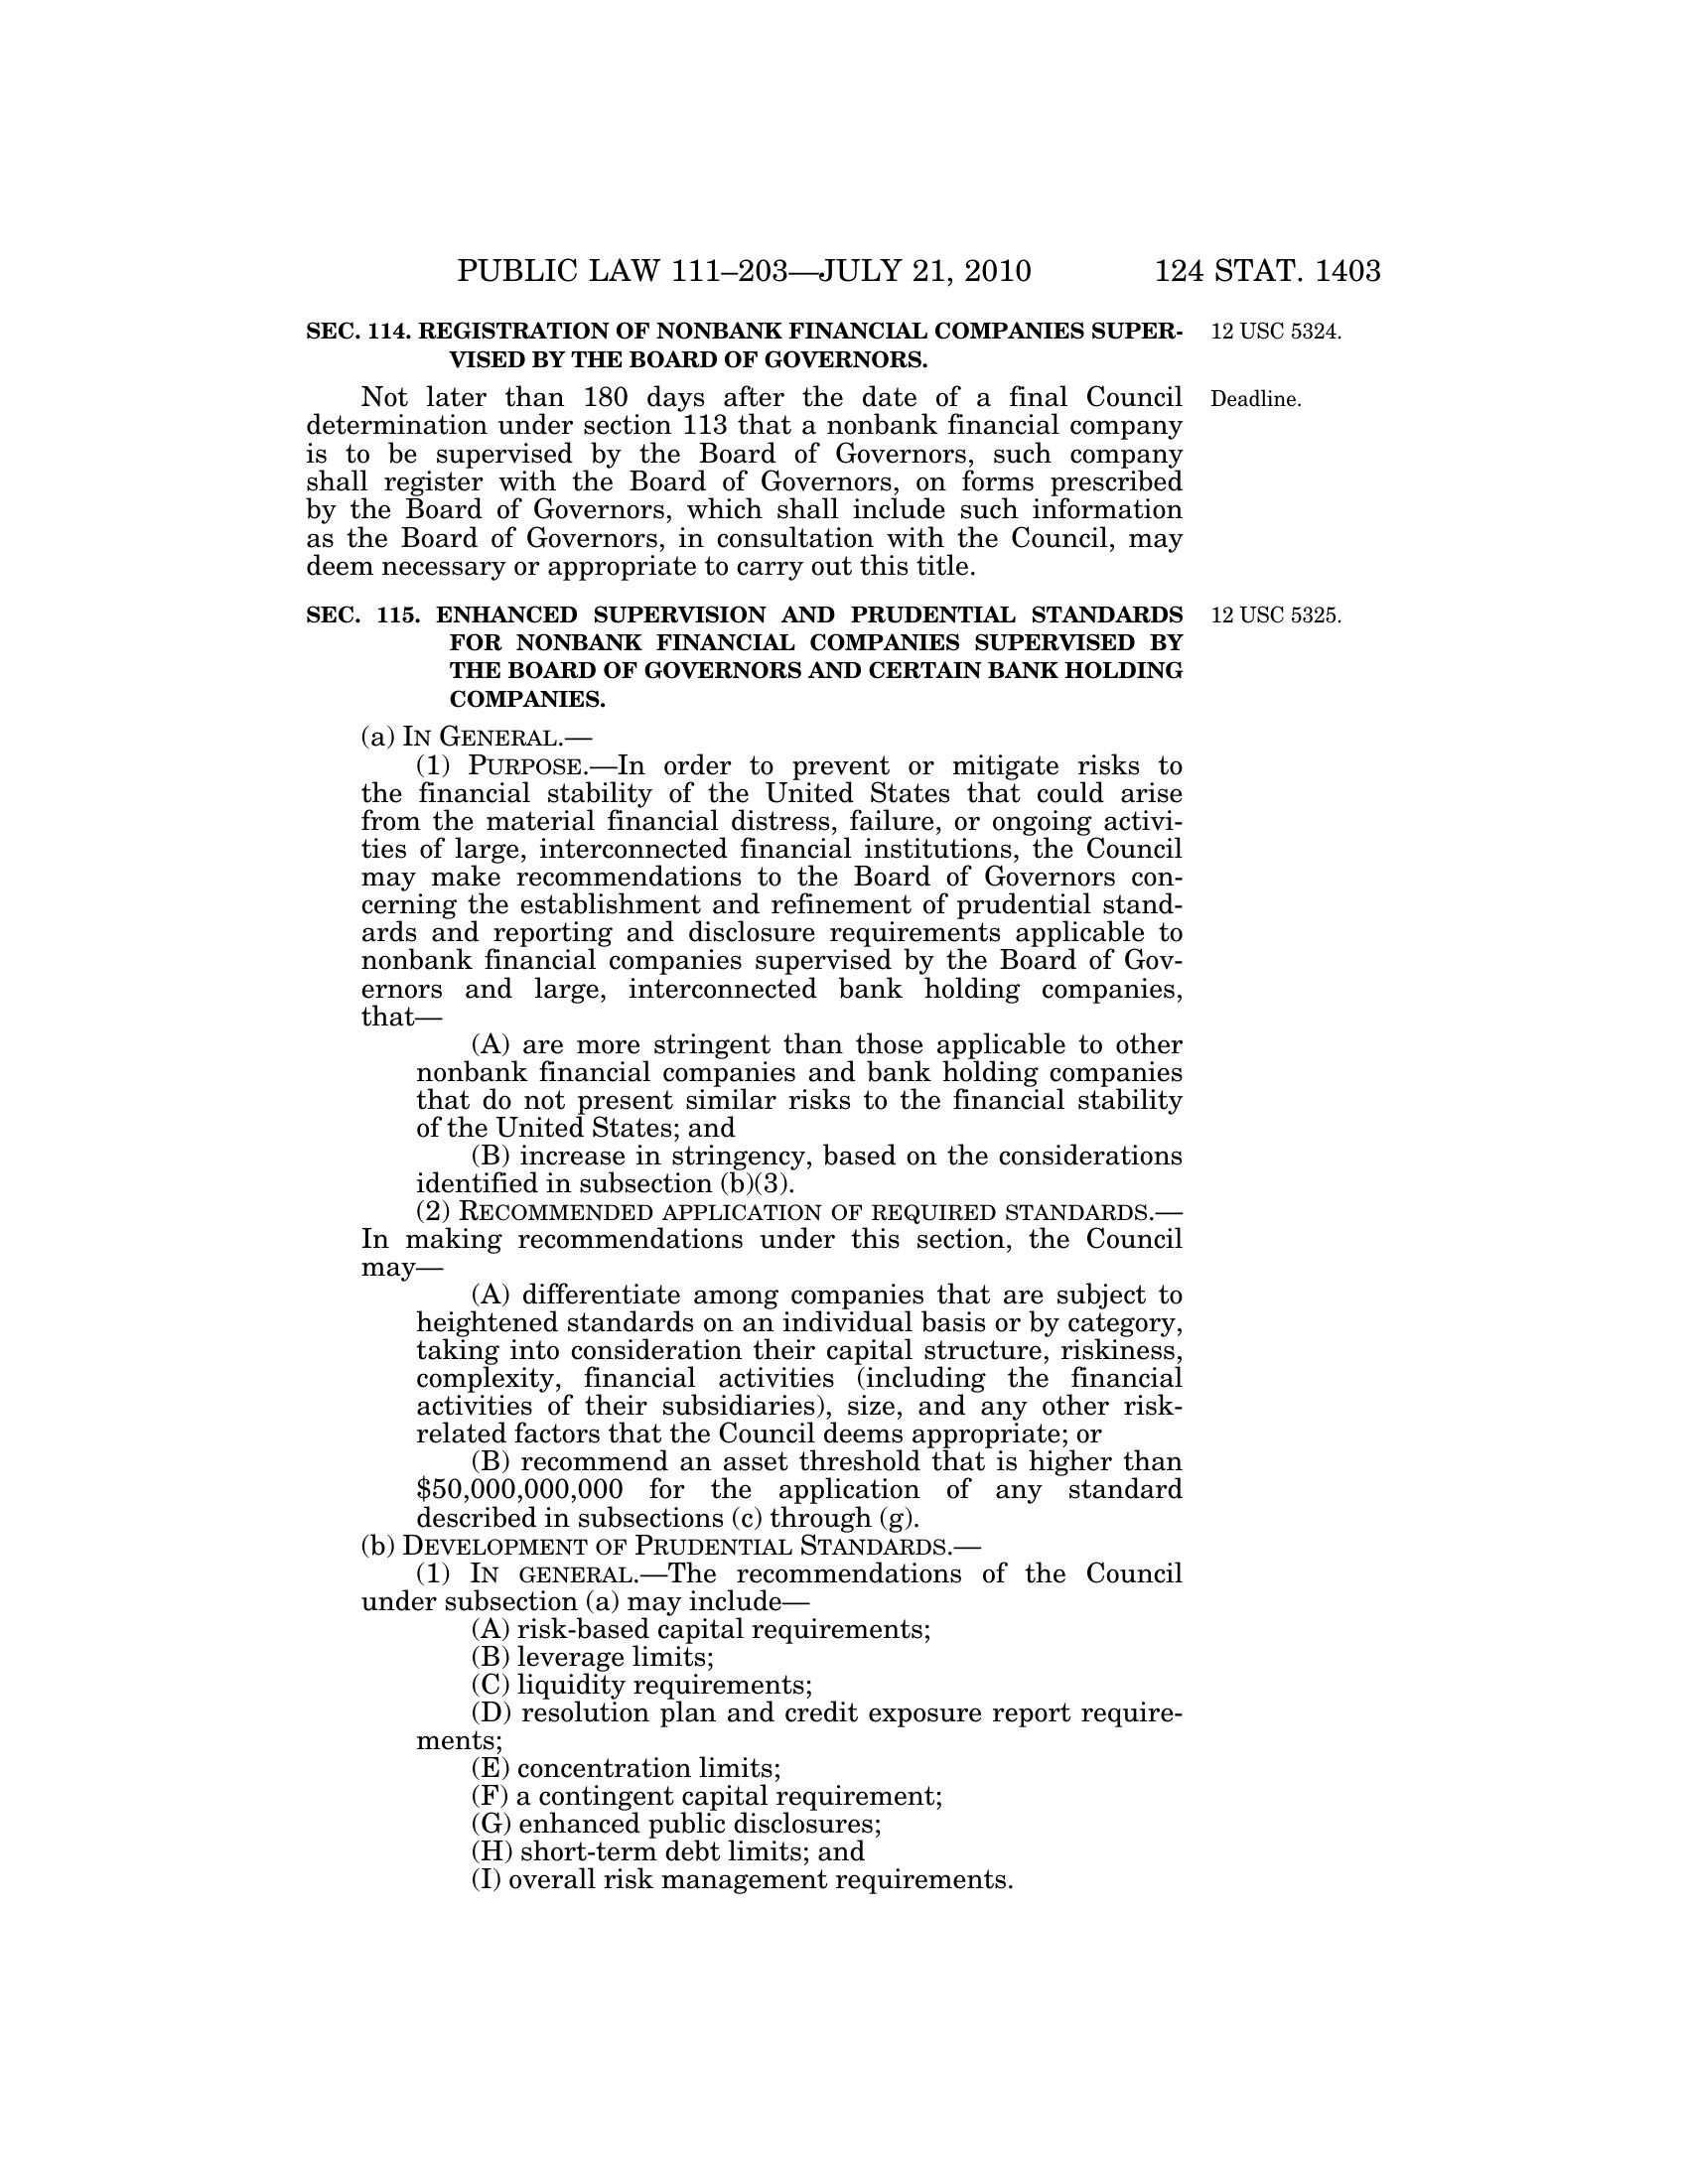 PUBLIC LAW 111–203—JULY 21, 2010 124 STAT. 1403
SEC. 114. REGISTRATION OF NONBANK FINANCIAL COMPANIES SUPER- 12 USC 5324.
VISED BY THE BOARD OF GOVERNORS.
Not later than 180 days after the date of a final Council Deadline.
determination under section 113 that a nonbank financial company
is to be supervised by the Board of Governors, such company
shall register with the Board of Governors, on forms prescribed
by the Board of Governors, which shall include such information
as the Board of Governors, in consultation with the Council, may
deem necessary or appropriate to carry out this title.
SEC. 115. ENHANCED SUPERVISION AND PRUDENTIAL STANDARDS 12 USC 5325.
FOR NONBANK FINANCIAL COMPANIES SUPERVISED BY
THE BOARD OF GOVERNORS AND CERTAIN BANK HOLDING
COMPANIES.
(a) IN GENERAL.—
(1) PURPOSE.—In order to prevent or mitigate risks to
the financial stability of the United States that could arise
from the material financial distress, failure, or ongoing activi-
ties of large, interconnected financial institutions, the Council
may make recommendations to the Board of Governors con-
cerning the establishment and refinement of prudential stand-
ards and reporting and disclosure requirements applicable to
nonbank financial companies supervised by the Board of Gov-
ernors and large, interconnected bank holding companies,
that—
(A) are more stringent than those applicable to other
nonbank financial companies and bank holding companies
that do not present similar risks to the financial stability
of the United States; and
(B) increase in stringency, based on the considerations
identified in subsection (b)(3).
(2) RECOMMENDED APPLICATION OF REQUIRED STANDARDS.—
In making recommendations under this section, the Council
may—
(A) differentiate among companies that are subject to
heightened standards on an individual basis or by category,
taking into consideration their capital structure, riskiness,
complexity, financial activities (including the financial
activities of their subsidiaries), size, and any other risk-
related factors that the Council deems appropriate; or
(B) recommend an asset threshold that is higher than
$50,000,000,000 for the application of any standard
described in subsections (c) through (g).
(b) DEVELOPMENT OF PRUDENTIAL STANDARDS.—
(1) IN GENERAL.—The recommendations of the Council
under subsection (a) may include—
(A) risk-based capital requirements;
(B) leverage limits;
(C) liquidity requirements;
(D) resolution plan and credit exposure report require-
ments;
(E) concentration limits;
(F) a contingent capital requirement;
(G) enhanced public disclosures;
(H) short-term debt limits; and
(I) overall risk management requirements.